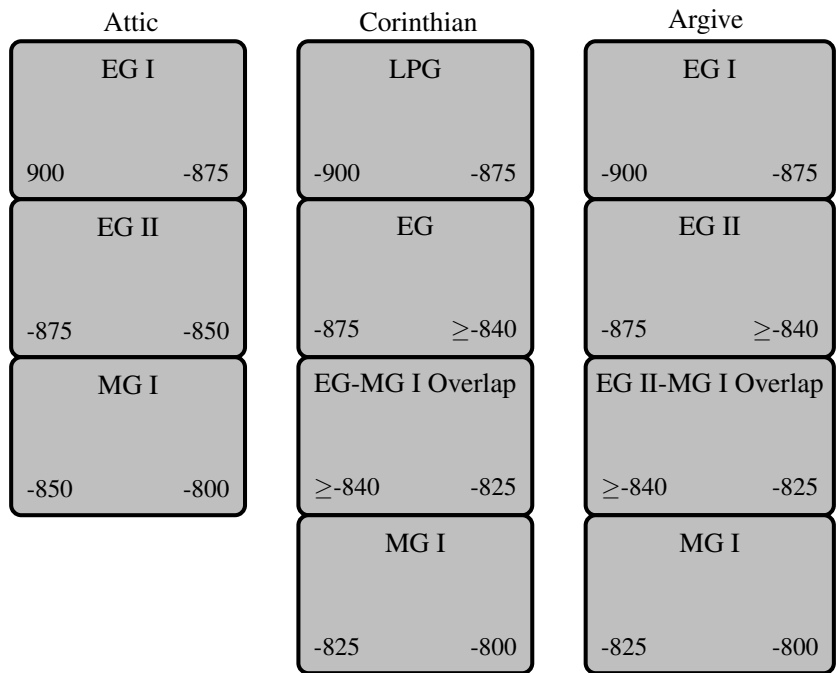 Attic
EG I
900 -875
EG II
-875 -850
MG I
-850 -800
Corinthian
LPG
-900 -875
EG
-875 ≥-840
EG-MG I Overlap
≥-840 -825
MG I
-825 -800
Argive
EG I
-900 -875
EG II
-875 ≥-840
EG II-MG I Overlap
≥-840 -825
MG I
-825 -800